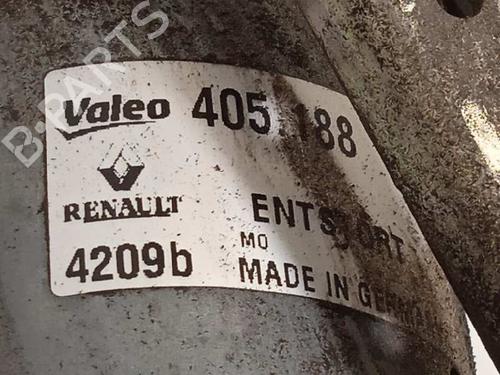 Valeo 405.188
RENAULT
4209b
MO
MADE IN
B-PARTS